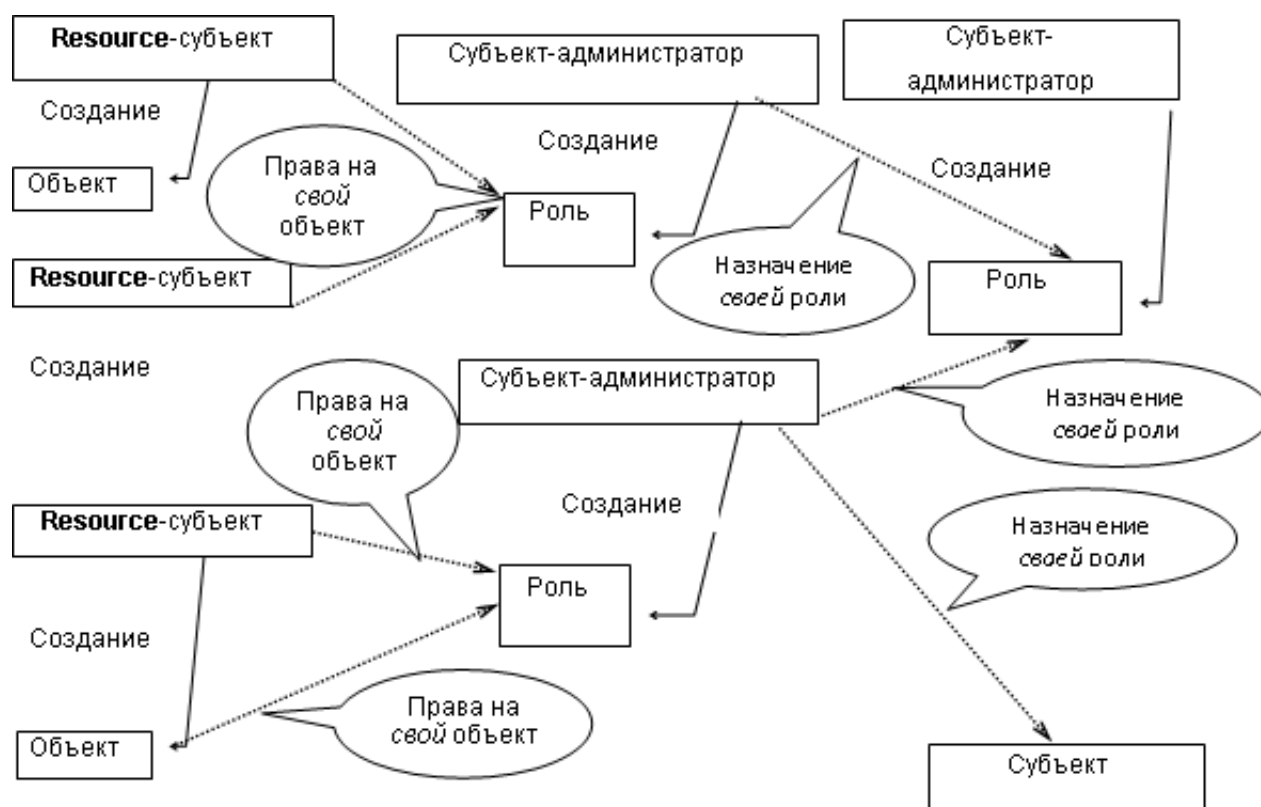 Resource-субъект
Субъект-администратор
Субъект-
администратор
Создание
Создание
Создание
Права на
свой
объект
Объект
Роль
Назначение
своей роли
Resource-субъект
Роль
Создание
Субъект-администратор
Права на
свой
объект
Назначение
своей роли
Resource-субъект
Создание
Назначение
своей роли
Роль
Создание
Права на
свой объект
Объект
Субъект